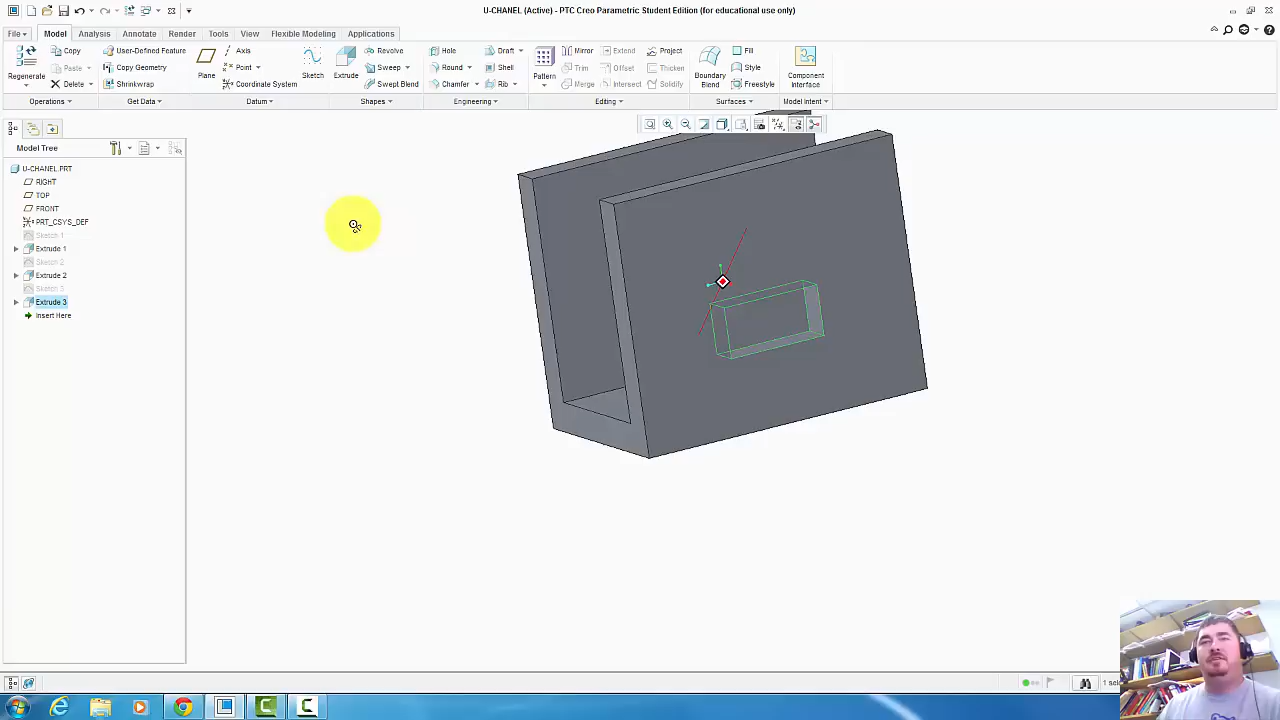 U-CHANEL (Active) - PTC Creo Parametric Student Edition (for educational use only)
File Model Analysis Annotate Render Tools View Flexible Modeling Applications
Copy User-Defined Feature Axis Revolve Hole Draft Mirror Extend Project Fill
Regenerate Paste Copy Geometry Plane Point Sketch Extrude Sweep Round Shell Pattern Trim Offset Thicken Boundary Blend Style Component Interface
Delete Shrinkwrap Coordinate System Swept Blend Chamfer Rib Merge Intersect Solidify Freestyle
Operations Get Data Datum Shapes Engineering Editing Surfaces Model Intent
Model Tree
U-CHANEL.PRT
RIGHT
TOP
FRONT
PRT_CSYS_DEF
Sketch 1
Extrude 1
Sketch 2
Extrude 2
Sketch 3
Extrude 3
Insert Here